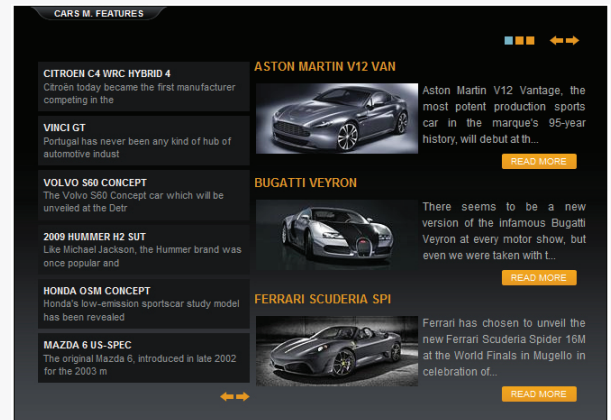 CARS M. FEATURES
CITROEN C4 WRC HYBRID 4
Citroën today became the first manufacturer
competing in the
VINCI GT
Portugal has never been any kind of hub of
automotive indust
VOLVO S60 CONCEPT
The Volvo S60 Concept car which will be
unveiled at the Detr
2009 HUMMER H2 SUT
Like Michael Jackson, the Hummer brand was
once popular and
HONDA OSM CONCEPT
Honda's low-emission sportscar study model
has been revealed
MAZDA 6 US-SPEC
The original Mazda 6, introduced in late 2002
for the 2003 m
ASTON MARTIN V12 VAN
Aston Martin V12 Vantage, the
most potent production sports
car in the marque's 95-year
history, will debut at th...
READ MORE
BUGATTI VEYRON
There seems to be a new
version of the infamous Bugatti
Veyron at every motor show, but
even we were taken with t...
READ MORE
FERRARI SCUDERIA SPI
Ferrari has chosen to unveil the
new Ferrari Scuderia Spider 16M
at the World Finals in Mugello in
celebration of...
READ MORE